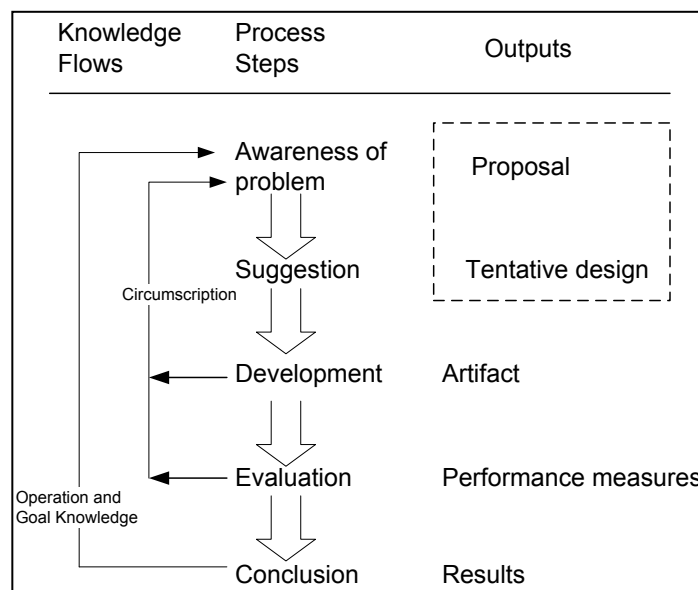 Knowledge
Flows
Process
Steps
Outputs
Awareness of
problem
Proposal
Suggestion
Tentative design
Circumscription
Development
Artifact
Evaluation
Performance measures
Operation and
Goal Knowledge
Conclusion
Results